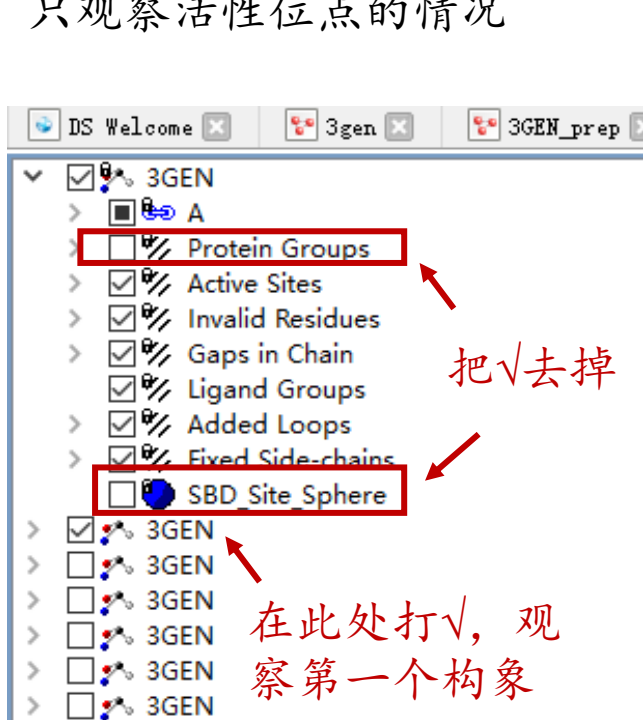 只观察活性位点的情况
DS Welcome 3gen 3GEN_prep
3GEN
A
Protein Groups
Active Sites
Invalid Residues
Gaps in Chain
把√去掉
Ligand Groups
Added Loops
Fixed Side-chains
SBD_Site_Sphere
3GEN
3GEN
3GEN
3GEN
3GEN
3GEN
在此处打√，观
察第一个构象